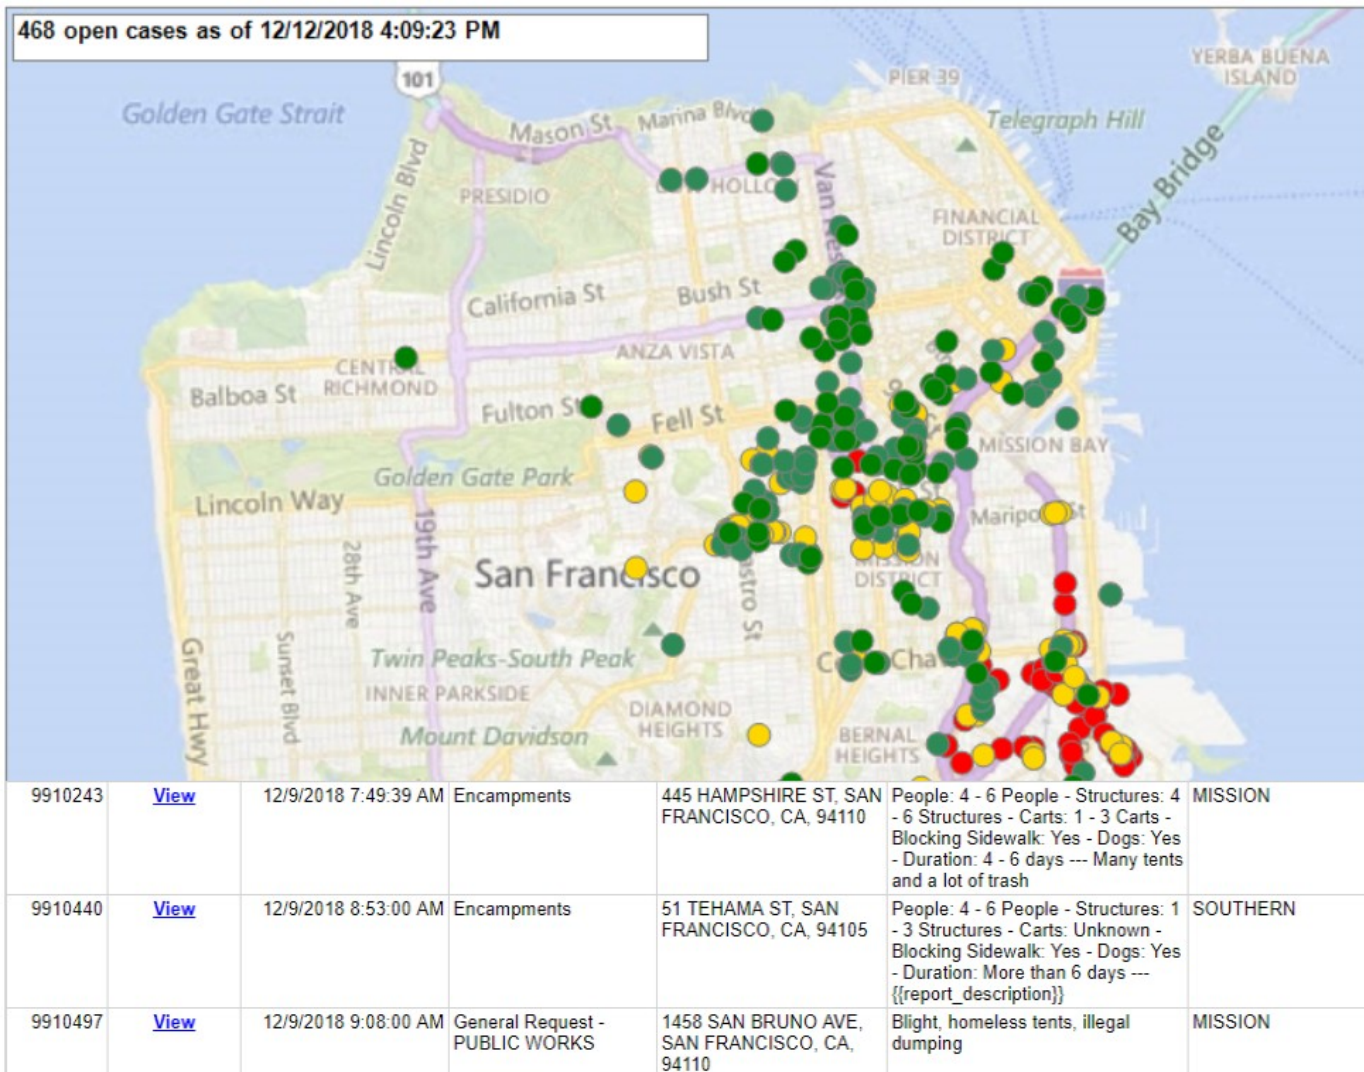 468 open cases as of 12/12/2018 4:09:23 PM
YERBA BUENA
ISLAND
PIER 39
101
Golden Gate Strait
Mason St
Marina Blvd
Telegraph Hill
Lincoln Blvd
PRESIDIO
HOLLO
Van
FINANCIAL
DISTRICT
Bay Bridge
California St
Bush St
ANZA VISTA
CENTRAL
RICHMOND
Balboa St
Fulton St
Fell St
MISSION BAY
Golden Gate Park
Lincoln Way
St
19th Ave
28th Ave
San Francisco
MISSION
DISTRICT
Great Hwy
Sunset Blvd
Twin Peaks-South Peak
INNER PARKSIDE
DIAMOND
HEIGHTS
Mount Davidson
BERNAL
HEIGHTS
9910243 View 12/9/2018 7:49:39 AM Encampments 445 HAMPSHIRE ST, SAN People: 4 - 6 People - Structures: 4 MISSION
FRANCISCO, CA, 94110 - 6 Structures - Carts: 1 - 3 Carts -
Blocking Sidewalk: Yes - Dogs: Yes
- Duration: 4 - 6 days --- Many tents
and a lot of trash
9910440 View 12/9/2018 8:53:00 AM Encampments 51 TEHAMA ST, SAN People: 4 - 6 People - Structures: 1 SOUTHERN
FRANCISCO, CA, 94105 - 3 Structures - Carts: Unknown -
Blocking Sidewalk: Yes - Dogs: Yes
- Duration: More than 6 days ---
{{report_description}}
9910497 View 12/9/2018 9:08:00 AM General Request - 1458 SAN BRUNO AVE, Blight, homeless tents, illegal MISSION
PUBLIC WORKS SAN FRANCISCO, CA, dumping
94110